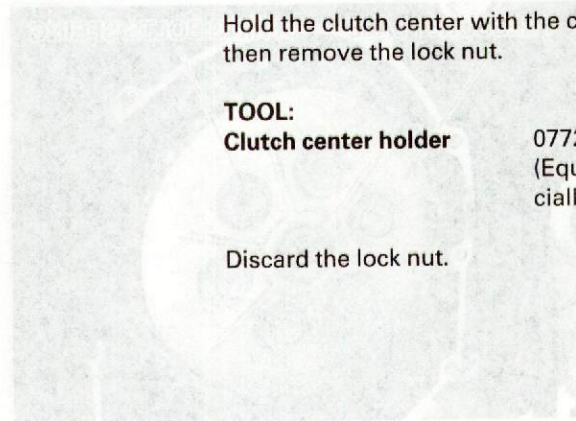 Hold the clutch center with the c
then remove the lock nut.
TOOL:
Clutch center holder 0772
(Equ
ciall
Discard the lock nut.